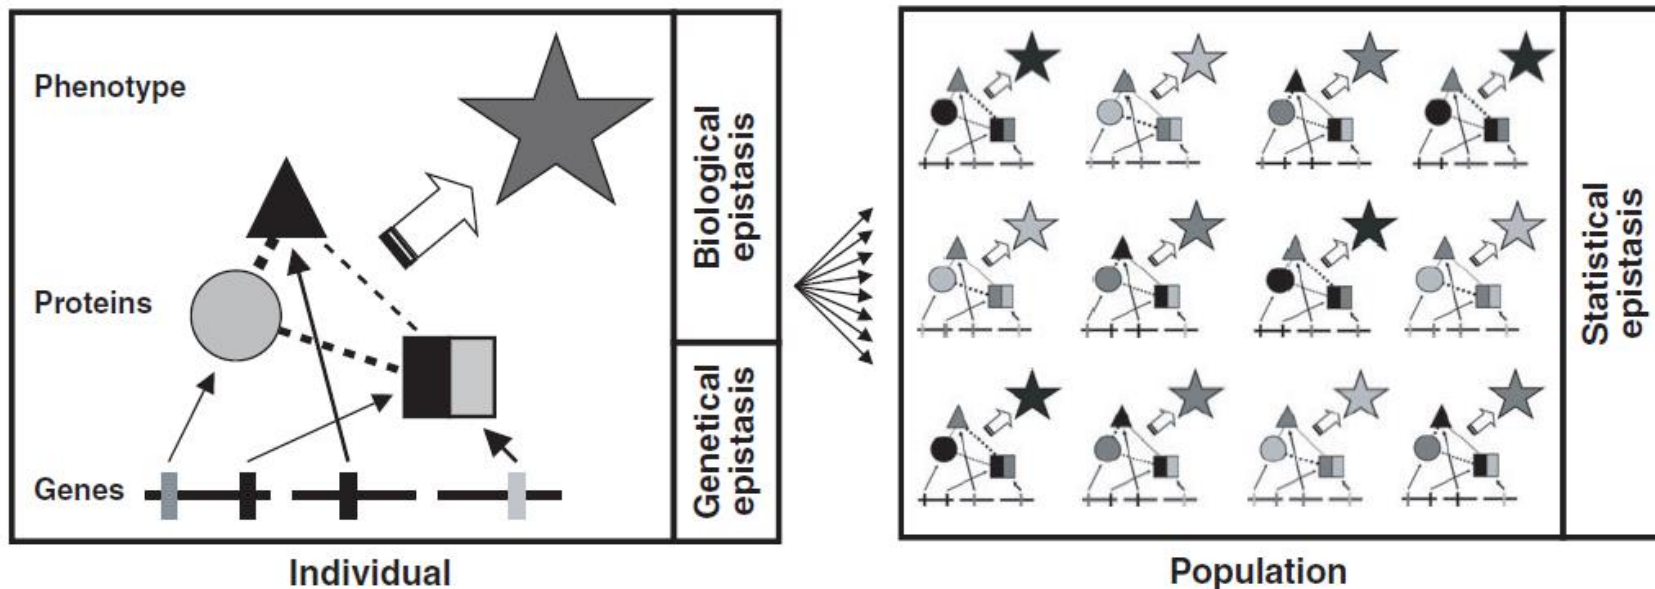 Phenotype
Proteins
Genes
Biological
epistasis
Genetical
epistasis
Individual
Statistical
epistasis
Population